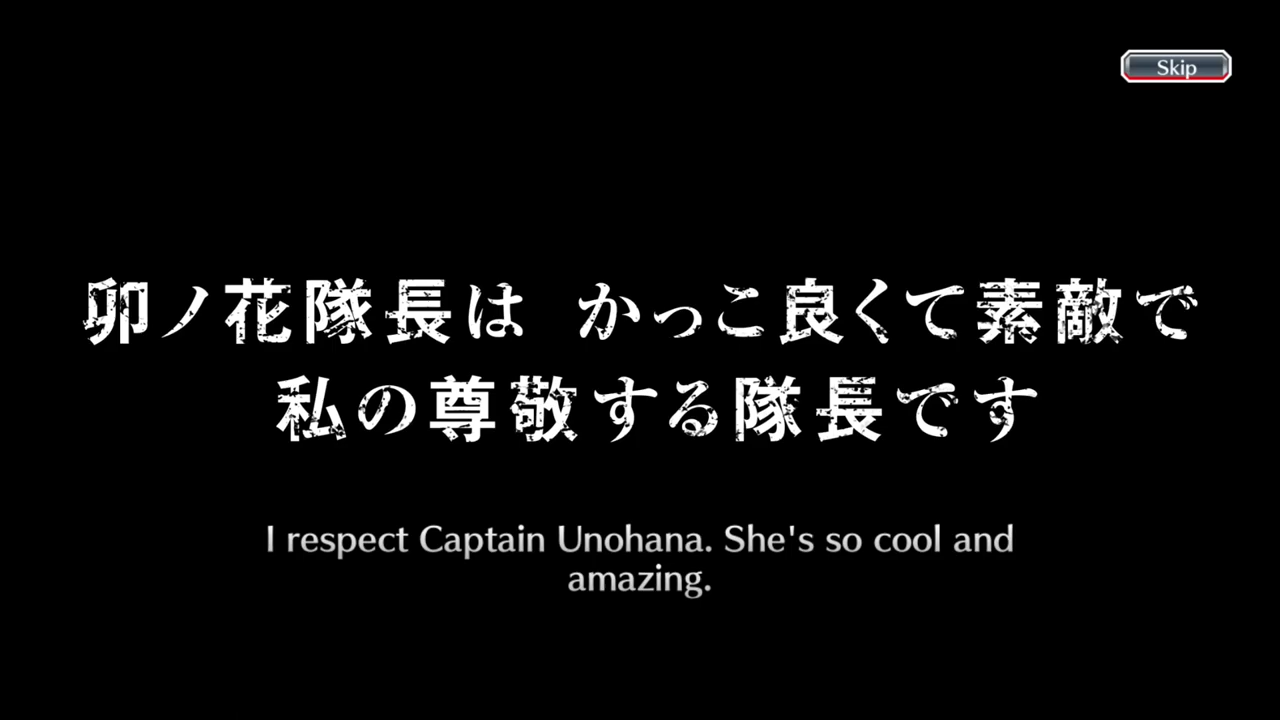 Skip
卯ノ花隊長は かっこ良くて素敵で
私の尊敬する隊長です
I respect Captain Unohana. She's so cool and
amazing.